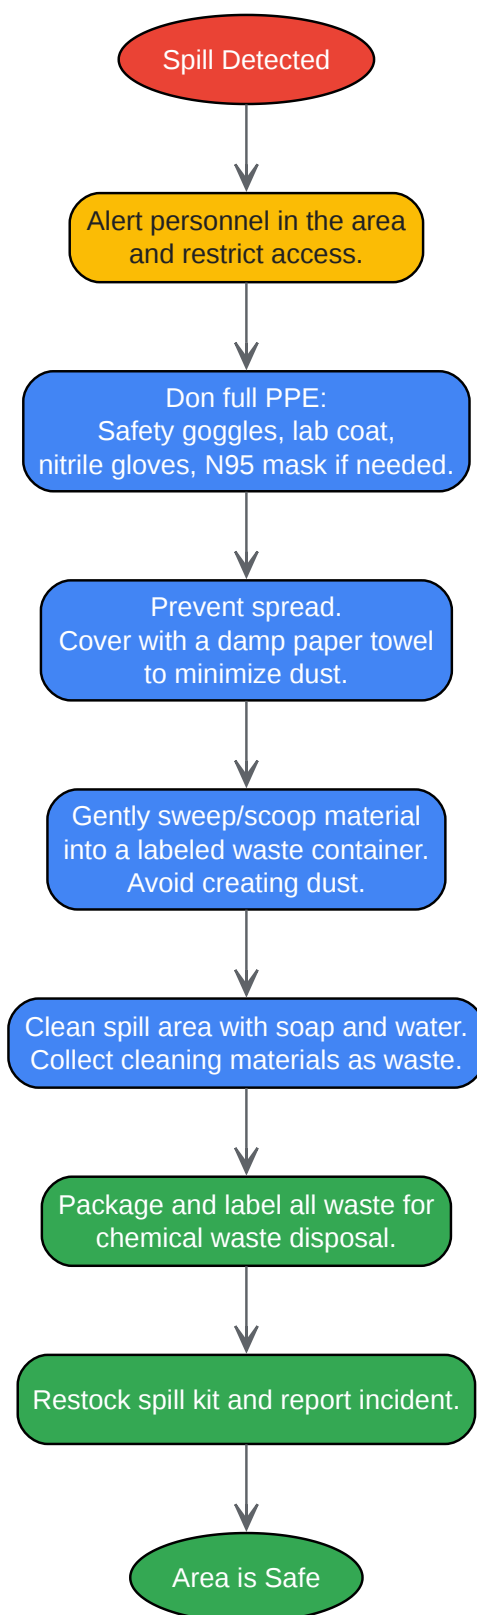 Spill Detected
Alert personnel in the area
and restrict access.
Don full PPE:
Safety goggles, lab coat,
nitrile gloves, N95 mask if needed.
Prevent spread.
Cover with a damp paper towel
to minimize dust.
Gently sweep/scoop material
into a labeled waste container.
Avoid creating dust.
Clean spill area with soap and water.
Collect cleaning materials as waste.
Package and label all waste for
chemical waste disposal.
Restock spill kit and report incident.
Area is Safe